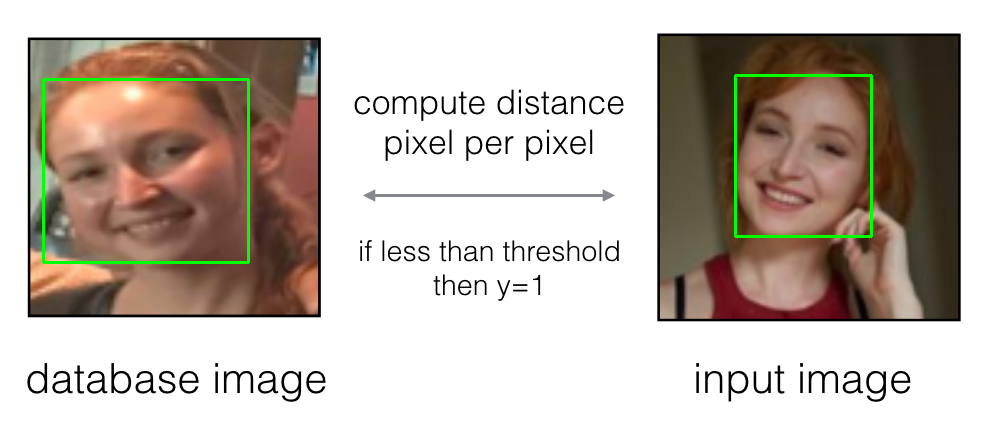 compute distance
pixel per pixel
if less than threshold
then y=1
database image
input image